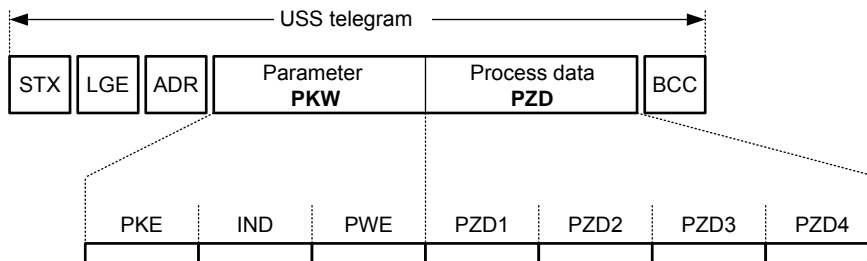 USS telegram
STX LGE ADR Parameter PKW Process data PZD BCC
PKE IND PWE PZD1 PZD2 PZD3 PZD4